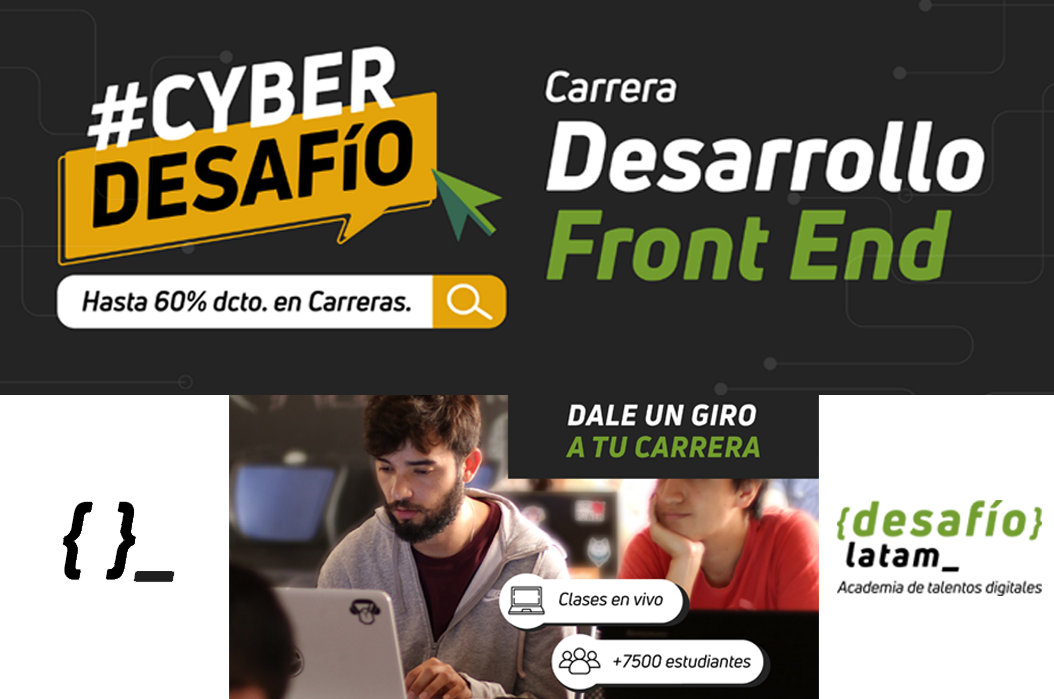 #CYBER
DESAFÍO
Hasta 60% dcto. en Carreras.
Carrera
Desarrollo
Front End
DALE UN GIRO
A TU CARRERA
{ }_
Clases en vivo
+7500 estudiantes
{desafío}
latam_
Academia de talentos digitales